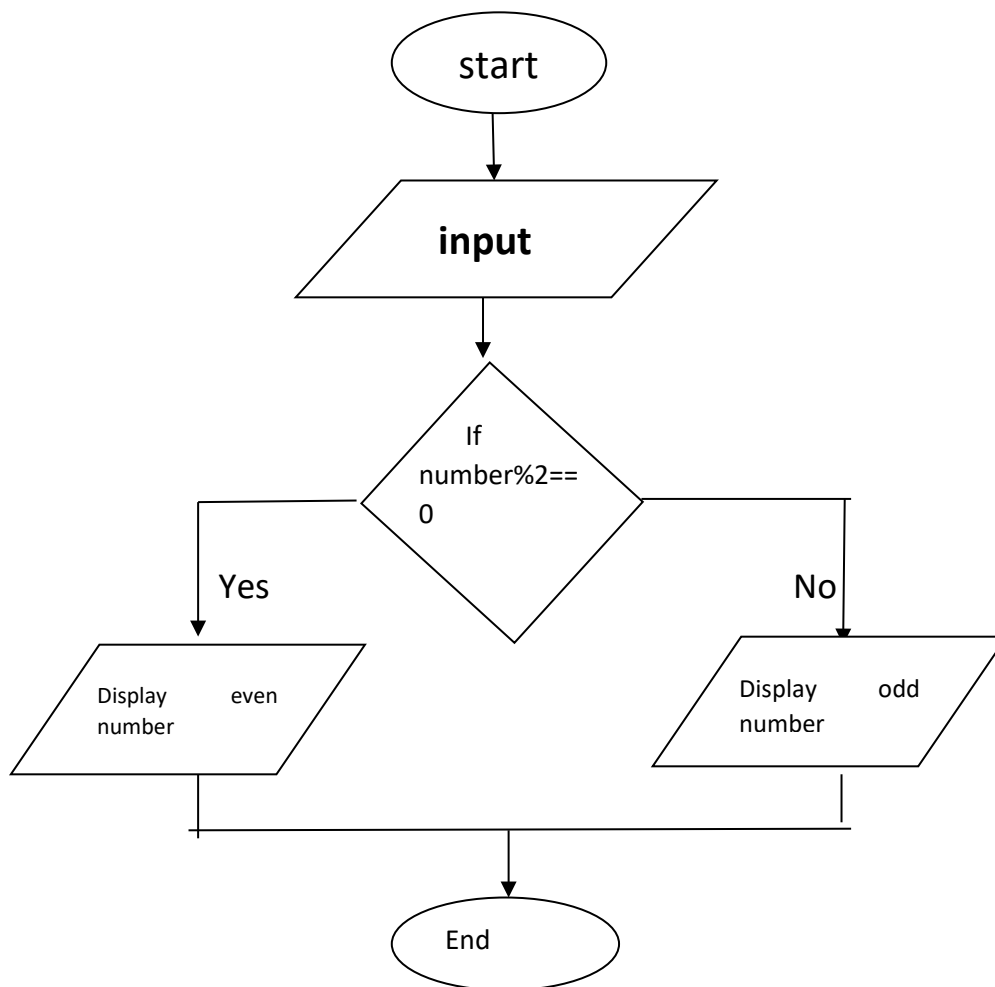 start
input
If
number%2==
0
Yes
No
Display even
number
Display odd
number
End